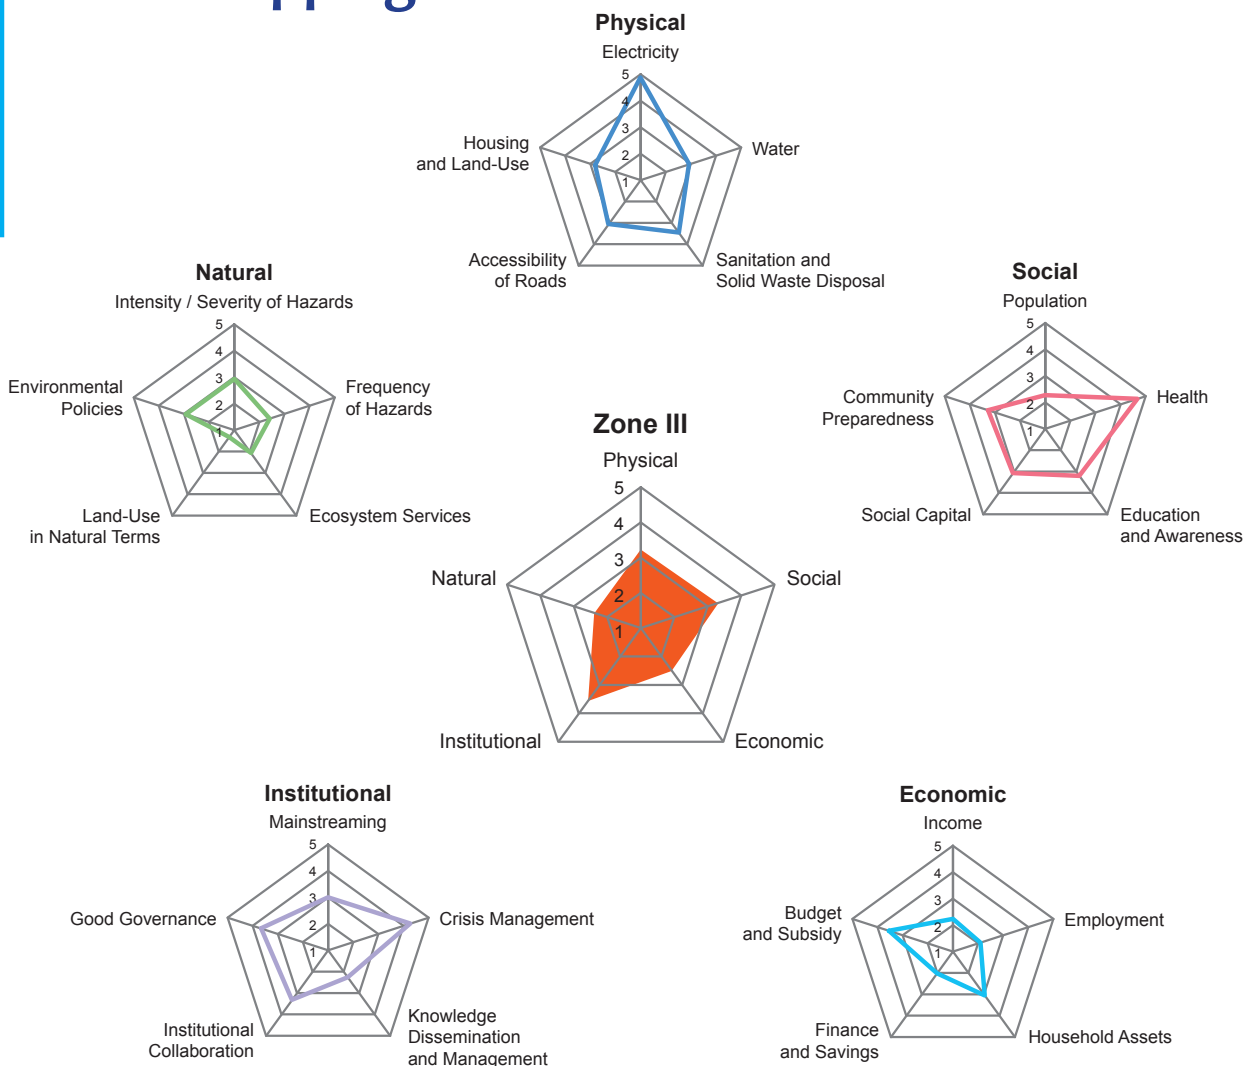 pping
Physical
Electricity
5
4
3
2
1
Housing
and Land-Use
Water
Accessibility
of Roads
Sanitation and
Solid Waste Disposal
Natural
Intensity / Severity of Hazards
5
4
3
2
1
Environmental
Policies
Frequency
of Hazards
Land-Use
in Natural Terms
Ecosystem Services
Social
Population
5
4
3
2
1
Community
Preparedness
Health
Social Capital
Education
and Awareness
Zone III
Physical
5
4
3
2
1
Natural
Social
Institutional
Economic
Institutional
Mainstreaming
5
4
3
2
1
Good Governance
Crisis Management
Institutional
Collaboration
Knowledge
Dissemination
and Management
Economic
Income
5
4
3
2
1
Budget
and Subsidy
Employment
Finance
and Savings
Household Assets